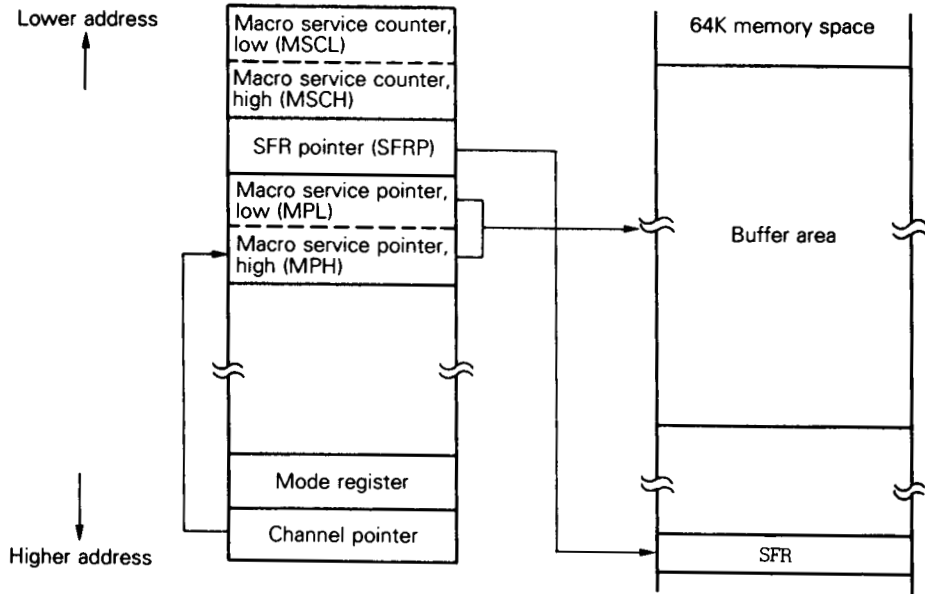 Lower address
Macro service counter,
low (MSCL)
Macro service counter,
high (MSCH)
SFR pointer (SFRP)
Macro service pointer,
low (MPL)
Macro service pointer,
high (MPH)
Mode register
Channel pointer
Higher address
64K memory space
Buffer area
SFR